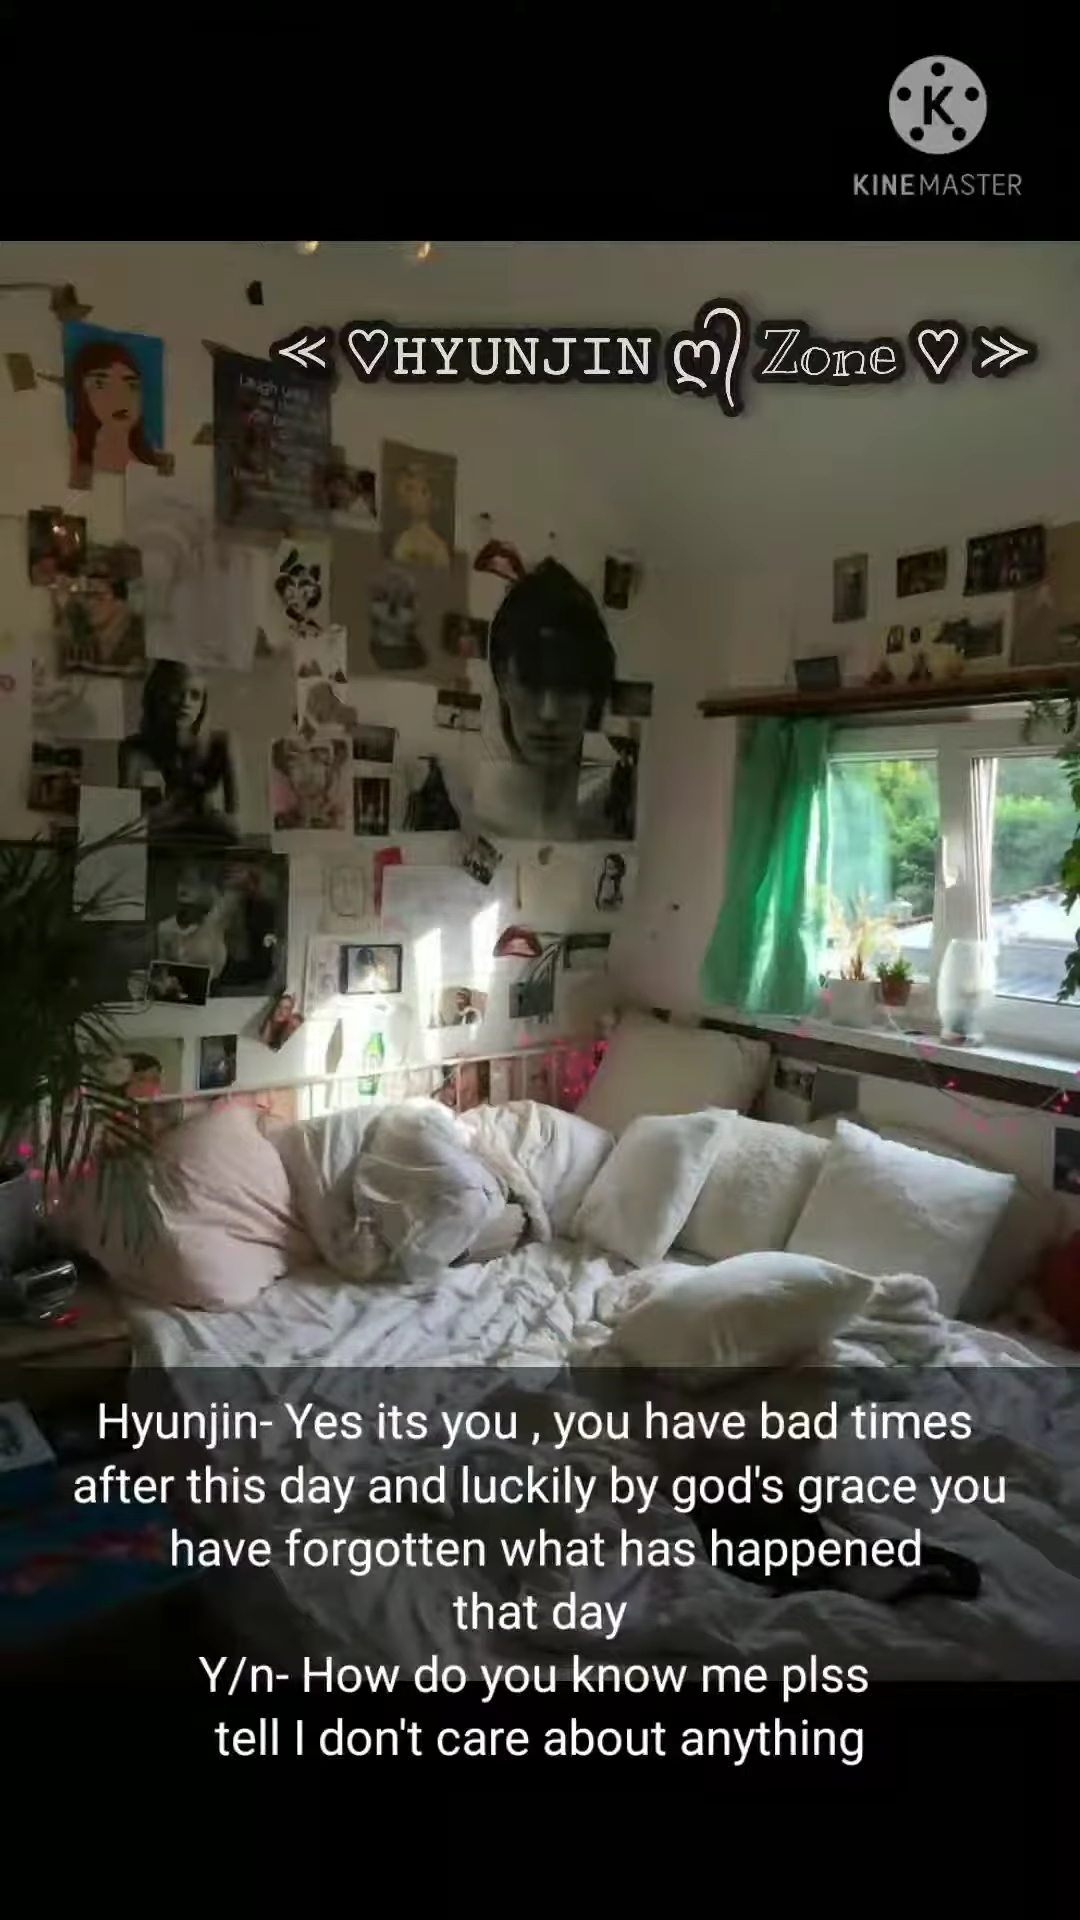 K
KINEMASTER
≪ ♡HYUNJIN ღ᭄ Zone ♡ ≫
Laugh until
Hyunjin- Yes its you , you have bad times
after this day and luckily by god's grace you
have forgotten what has happened
that day
Y/n- How do you know me plss
tell I don't care about anything